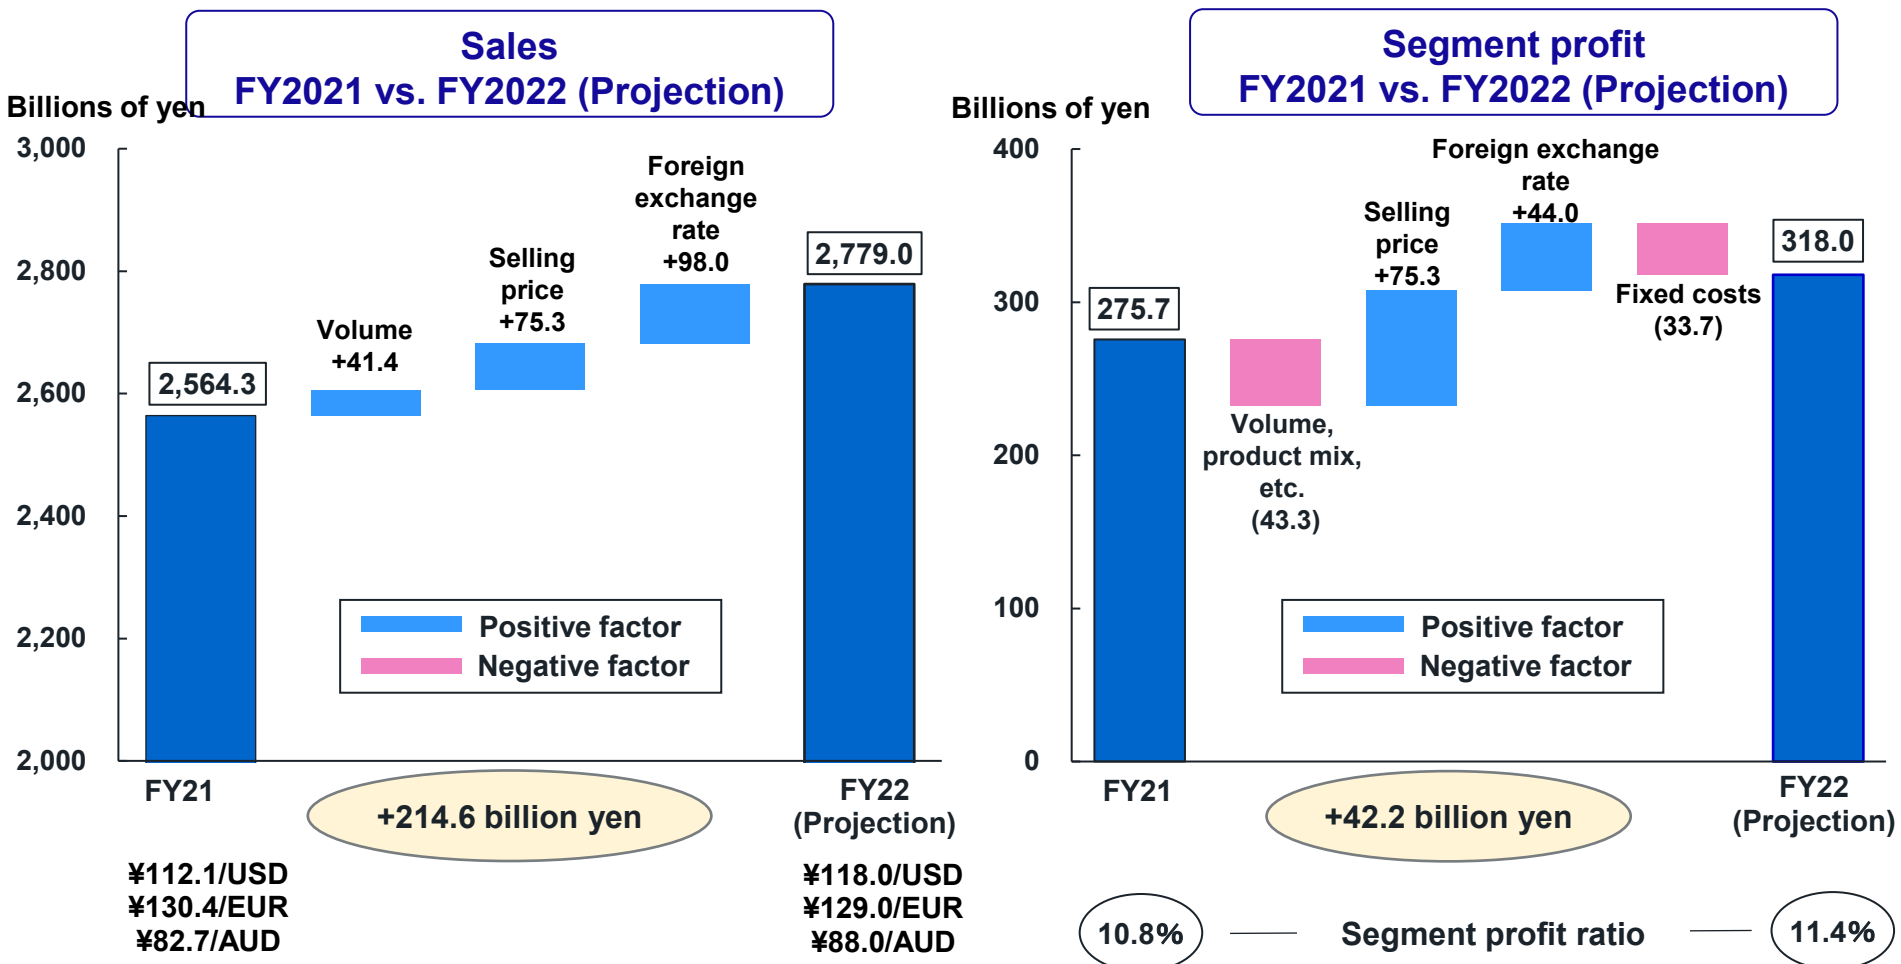 Sales
FY2021 vs. FY2022 (Projection)
Billions of yen
3,000
2,800
2,600
2,400
2,200
2,000
2,564.3
Volume
+41.4
Selling
price
+75.3
Foreign
exchange
rate
+98.0
2,779.0
Positive factor
Negative factor
FY21
+214.6 billion yen
FY22
(Projection)
¥112.1/USD
¥130.4/EUR
¥82.7/AUD
¥118.0/USD
¥129.0/EUR
¥88.0/AUD
Segment profit
FY2021 vs. FY2022 (Projection)
Billions of yen
400
300
200
100
0
275.7
Volume,
product mix,
etc.
(43.3)
Selling
price
+75.3
Foreign exchange
rate
+44.0
Fixed costs
(33.7)
318.0
Positive factor
Negative factor
FY21
+42.2 billion yen
FY22
(Projection)
10.8%
Segment profit ratio
11.4%